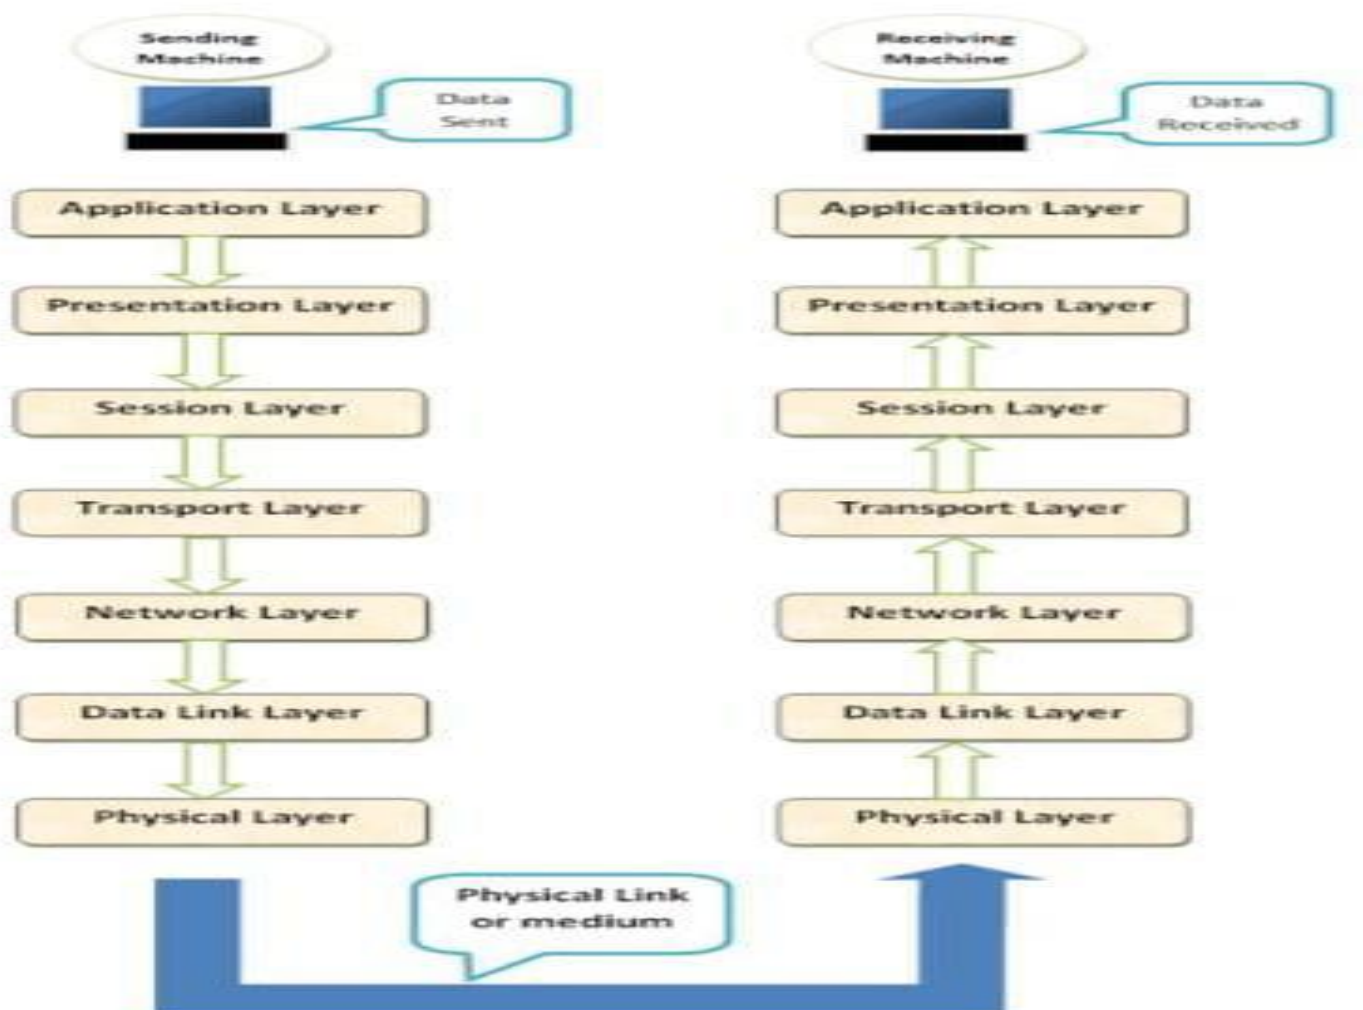 Sending
Machine
Data
Sent
Application Layer
Presentation Layer
Session Layer
Transport Layer
Network Layer
Data Link Layer
Physical Layer
Receiving
Machine
Data
Received
Application Layer
Presentation Layer
Session Layer
Transport Layer
Network Layer
Data Link Layer
Physical Layer
Physical Link
or medium